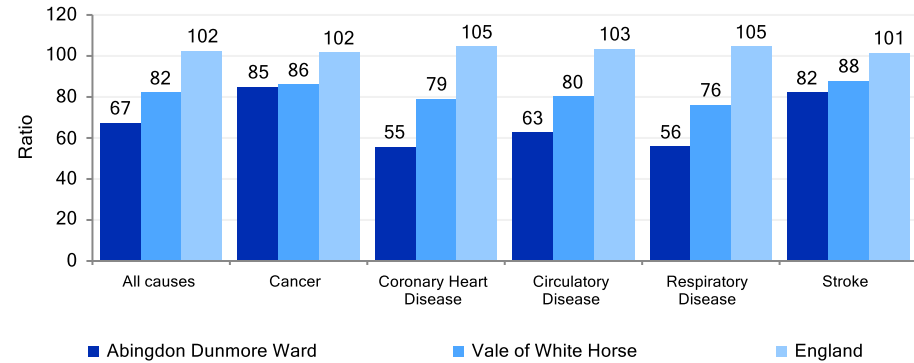 120
100
80
60
40
20
0
Ratio
67 82 102
85 86 102
55 79 105
63 80 103
56 76 105
82 88 101
All causes
Cancer
Coronary Heart
Disease
Circulatory
Disease
Respiratory
Disease
Stroke
Abingdon Dunmore Ward
Vale of White Horse
England